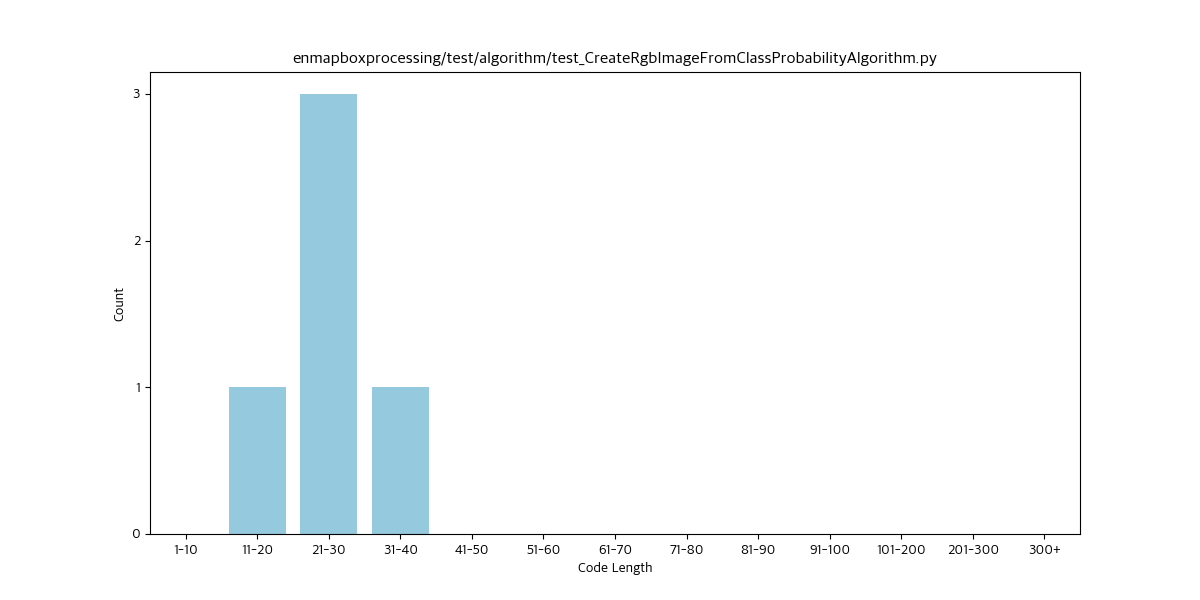 enmapboxprocessing/test/algorithm/test_CreateRgbImageFromClassProbabilityAlgorithm.py
3
2
1
0
Count
1-10 11-20 21-30 31-40 41-50 51-60 61-70 71-80 81-90 91-100 101-200 201-300 300+
Code Length